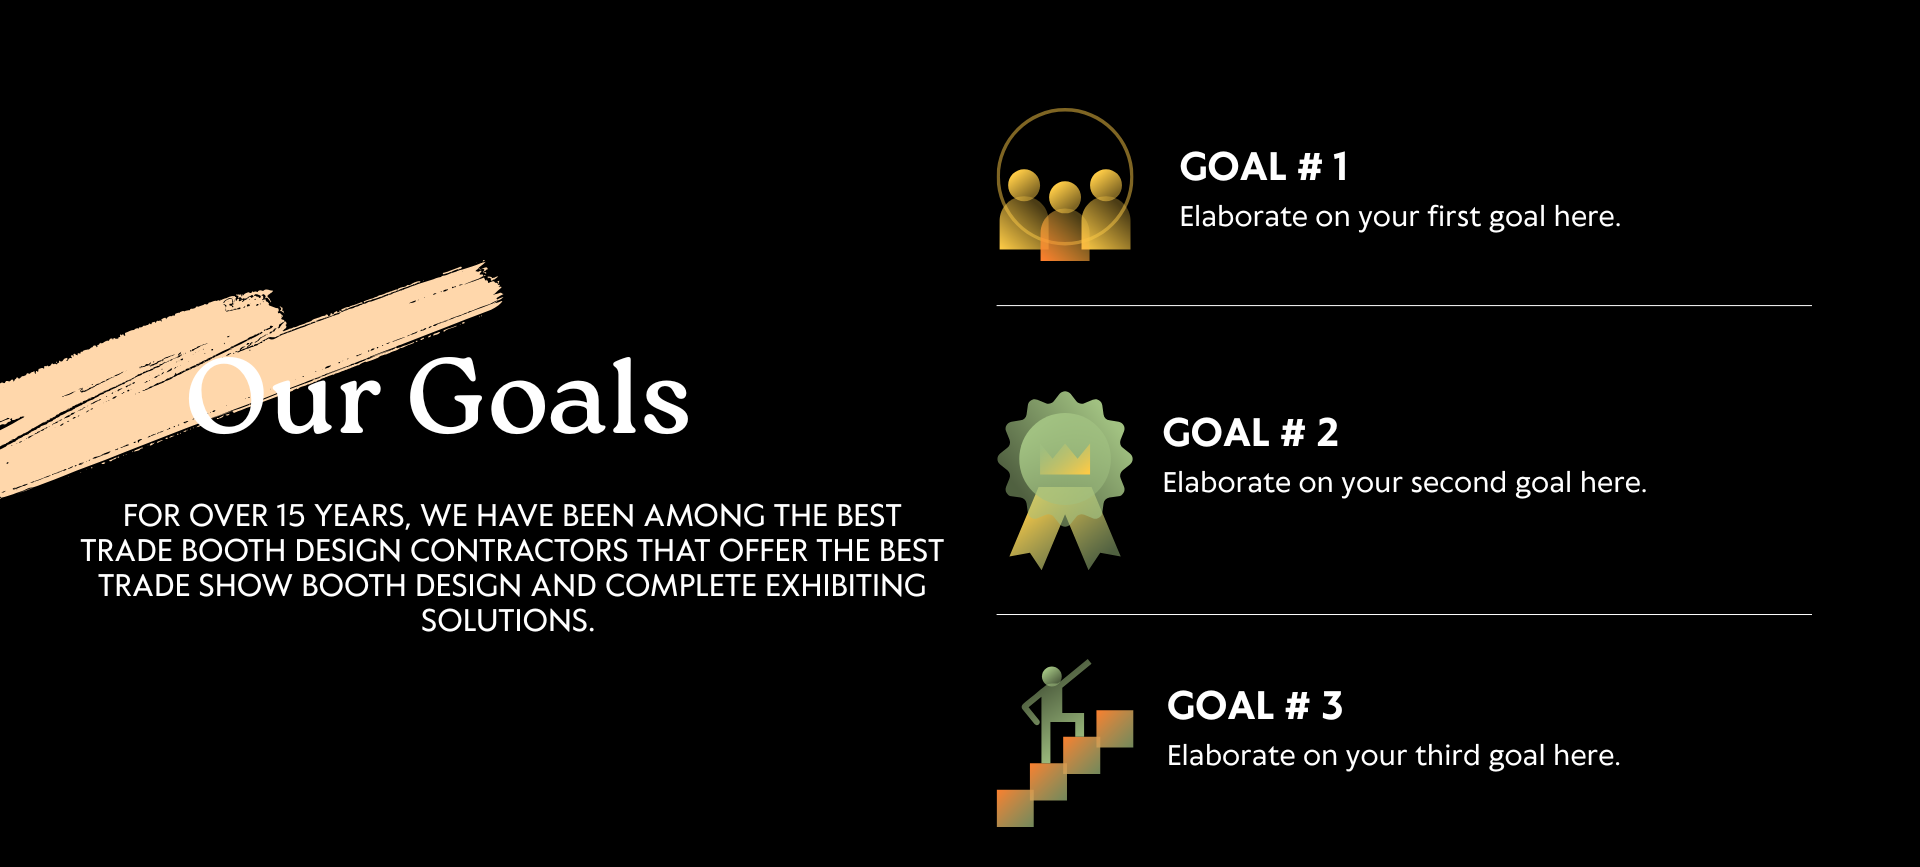 Our Goals
FOR OVER 15 YEARS, WE HAVE BEEN AMONG THE BEST
TRADE BOOTH DESIGN CONTRACTORS THAT OFFER THE BEST
TRADE SHOW BOOTH DESIGN AND COMPLETE EXHIBITING
SOLUTIONS.
GOAL # 1
Elaborate on your first goal here.
GOAL # 2
Elaborate on your second goal here.
GOAL # 3
Elaborate on your third goal here.